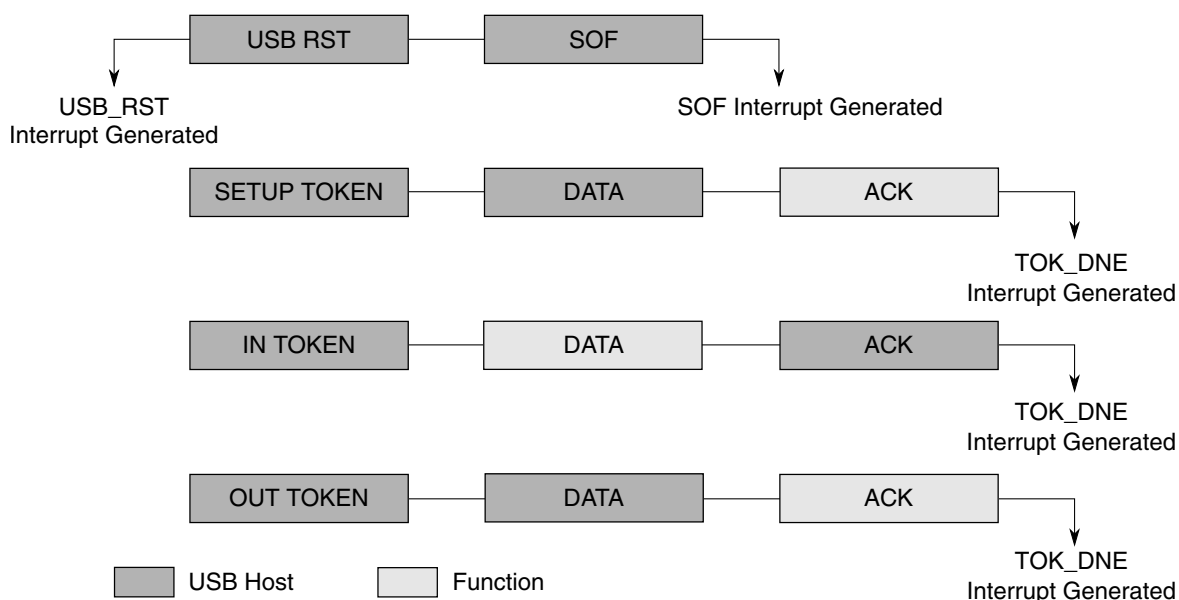 USB RST
SOF
USB_RST
Interrupt Generated
SOF Interrupt Generated
SETUP TOKEN
DATA
ACK
TOK_DNE
Interrupt Generated
IN TOKEN
DATA
ACK
TOK_DNE
Interrupt Generated
OUT TOKEN
DATA
ACK
TOK_DNE
Interrupt Generated
USB Host
Function